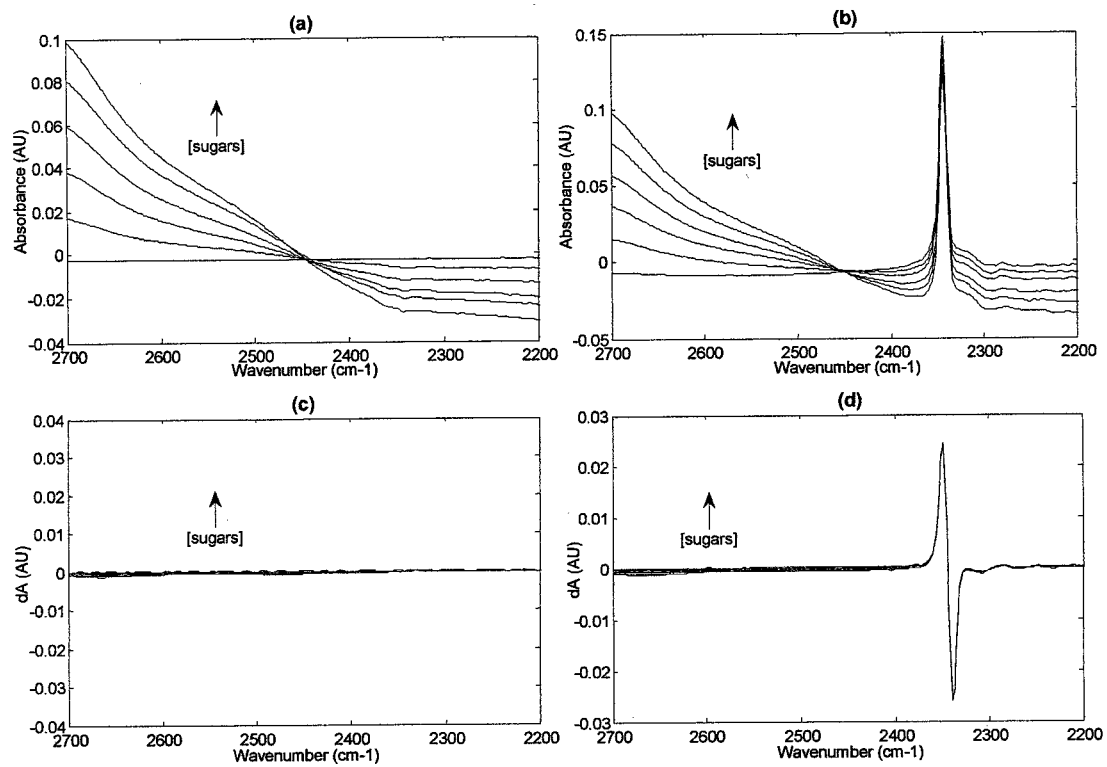 (a)
0.1
0.08
0.06
0.04
0.02
0
-0.02
-0.04
Absorbance (AU)
[sugars]
2700 2600 2500 2400 2300 2200
Wavenumber (cm-1)
(b)
0.15
0.1
0.05
0
-0.05
Absorbance (AU)
[sugars]
2700 2600 2500 2400 2300 2200
Wavenumber (cm-1)
(c)
0.04
0.03
0.02
0.01
0
-0.01
-0.02
-0.03
-0.04
dA (AU)
[sugars]
2700 2600 2500 2400 2300 2200
Wavenumber (cm-1)
(d)
0.03
0.02
0.01
0
-0.01
-0.02
-0.03
dA (AU)
[sugars]
2700 2600 2500 2400 2300 2200
Wavenumber (cm-1)